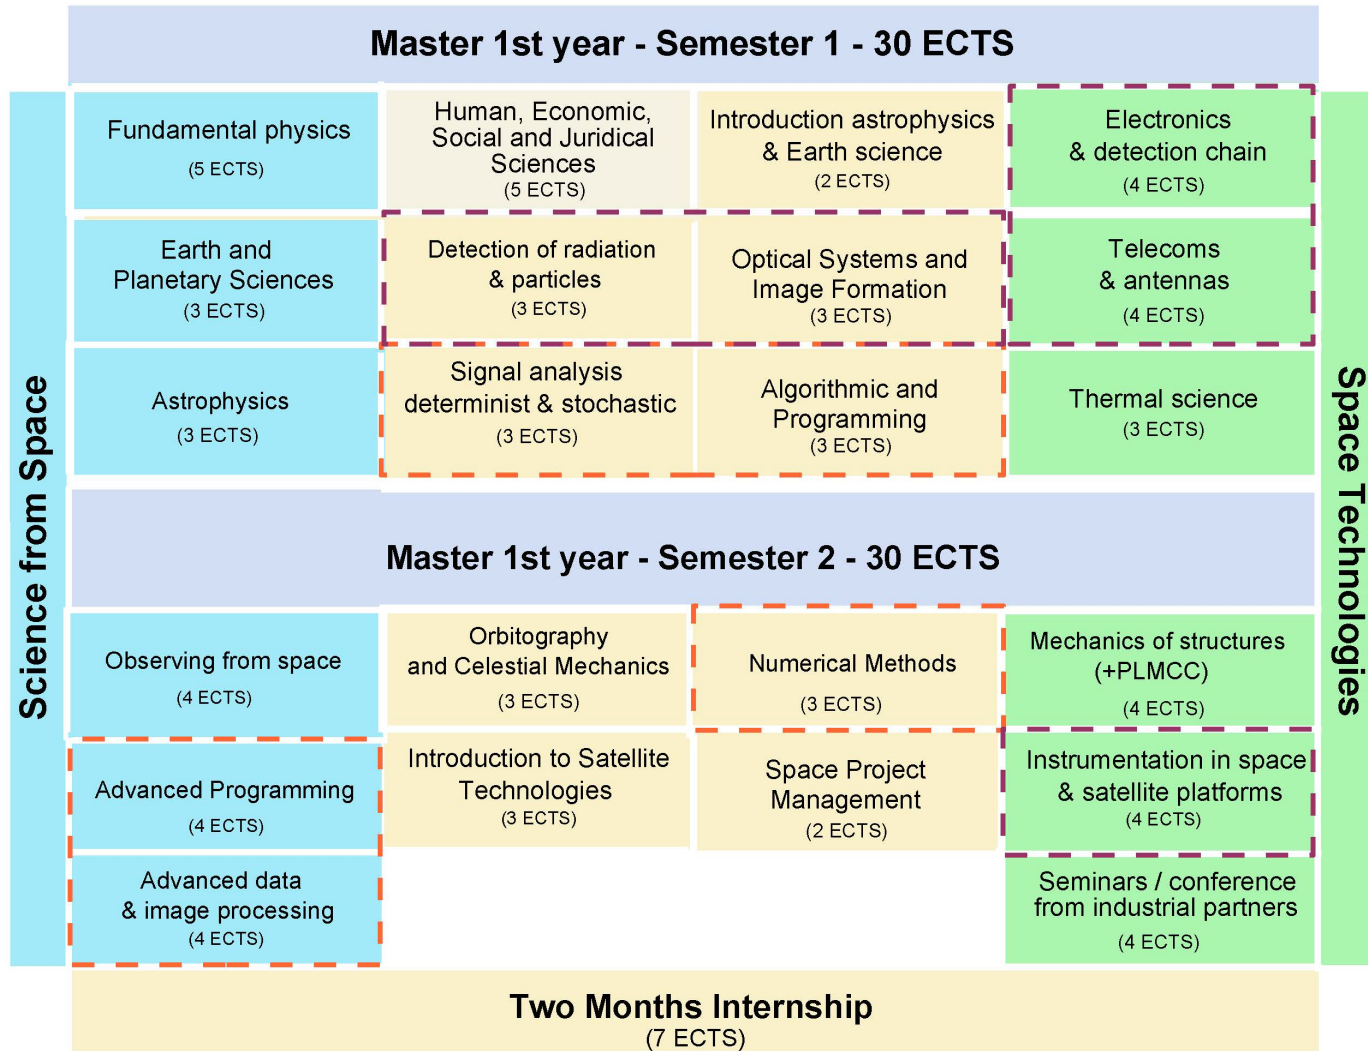 Master 1st year - Semester 1 - 30 ECTS
Science from Space
Space Technologies
Fundamental physics
(5 ECTS)
Human, Economic,
Social and Juridical
Sciences
(5 ECTS)
Introduction astrophysics
& Earth science
(2 ECTS)
Electronics
& detection chain
(4 ECTS)
Earth and
Planetary Sciences
(3 ECTS)
Detection of radiation
& particles
(3 ECTS)
Optical Systems and
Image Formation
(3 ECTS)
Telecoms
& antennas
(4 ECTS)
Astrophysics
(3 ECTS)
Signal analysis
determinist & stochastic
(3 ECTS)
Algorithmic and
Programming
(3 ECTS)
Thermal science
(3 ECTS)
Master 1st year - Semester 2 - 30 ECTS
Observing from space
(4 ECTS)
Orbitography
and Celestial Mechanics
(3 ECTS)
Numerical Methods
(3 ECTS)
Mechanics of structures
(+PLMCC)
(4 ECTS)
Advanced Programming
(4 ECTS)
Introduction to Satellite
Technologies
(3 ECTS)
Space Project
Management
(2 ECTS)
Instrumentation in space
& satellite platforms
(4 ECTS)
Advanced data
& image processing
(4 ECTS)
Seminars / conference
from industrial partners
(4 ECTS)
Two Months Internship
(7 ECTS)